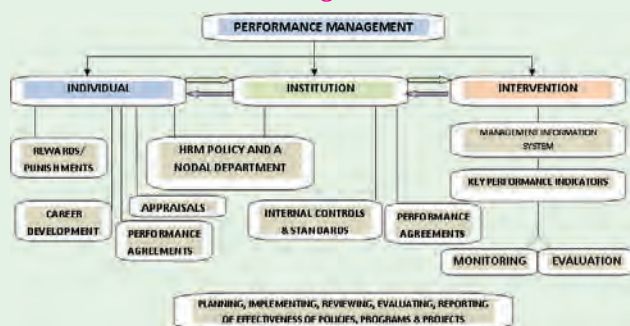 PERFORMANCE MANAGEMENT
INDIVIDUAL
INSTITUTION
INTERVENTION
REWARDS/
PUNISHMENTS
HRM POLICY AND A
NODAL DEPARTMENT
MANAGEMENT INFORMATION
SYSTEM
KEY PERFORMANCE INDICATORS
CAREER
DEVELOPMENT
APPRAISALS
PERFORMANCE
AGREEMENTS
INTERNAL CONTROLS
& STANDARDS
PERFORMANCE
AGREEMENTS
MONITORING
EVALUATION
PLANNING, IMPLEMENTING, REVIEWING, EVALUATING, REPORTING
OF EFFECTIVENESS OF POLICIES, PROGRAMS & PROJECTS